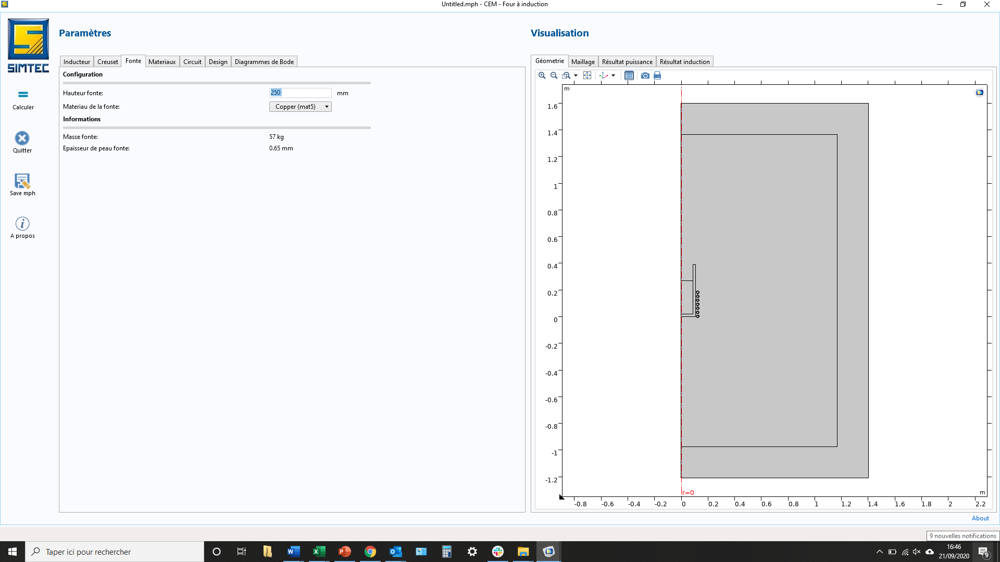 Untitled.mph - CEM - Four à induction
SIMTEC
Calculer
Quitter
Save mph
i
A propos
Paramètres
Inducteur
Creuset
Fonte
Materiaux
Circuit
Design
Diagrammes de Bode
Configuration
Hauteur fonte:
250
mm
Materiau de la fonte:
Copper (mat5)
Informations
Masse fonte:
57 kg
Epaisseur de peau fonte:
0.65 mm
Visualisation
Géometrie
Maillage
Résultat puissance
Résultat induction
m
1.6
1.4
1.2
1
0.8
0.6
0.4
0.2
0
-0.2
-0.4
-0.6
-0.8
-1
-1.2
r=0
m
-0.8
-0.6
-0.4
-0.2
0
0.2
0.4
0.6
0.8
1
1.2
1.4
1.6
1.8
2
2.2
About
9 nouvelles notifications
Taper ici pour rechercher
16:46
21/09/2020
9